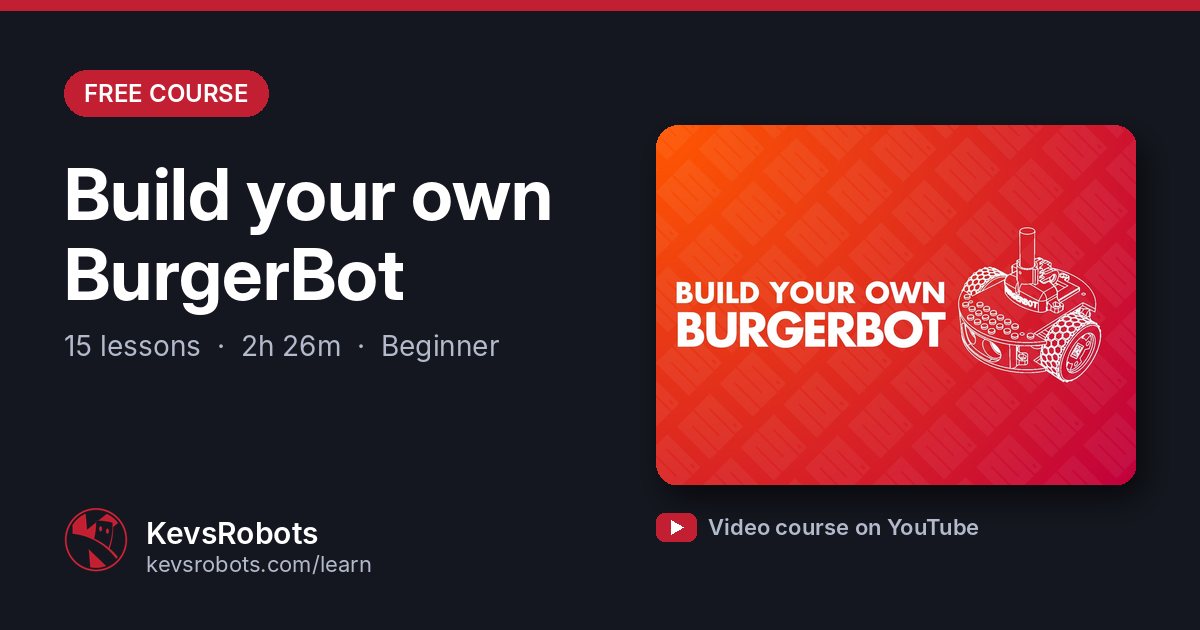 FREE COURSE
Build your own
BurgerBot
15 lessons · 2h 26m · Beginner
BUILD YOUR OWN
BURGERBOT
BURGERBOT
Video course on YouTube
KevsRobots
kevsrobots.com/learn